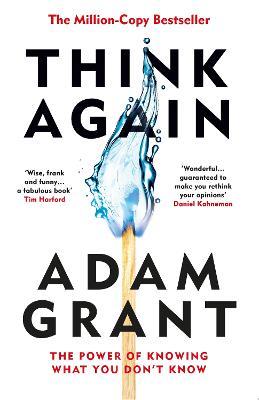 The Million-Copy Bestseller
THINK
AGAIN
'Wise, frank
and funny...
a fabulous book'
Tim Harford
'Wonderful...
guaranteed to
make you rethink
your opinions'
Daniel Kahneman
ADAM
GRANT
THE POWER OF KNOWING
WHAT YOU DON'T KNOW